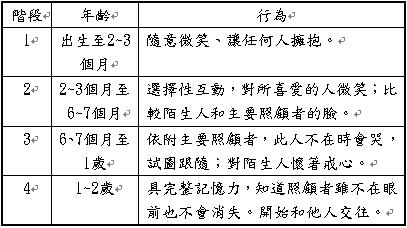 階段 年齡 行為
1 出生至2~3 隨意微笑、讓任何人擁抱。
個月
2 2~3個月至 選擇性互動，對所喜愛的人微笑；比
6~7個月 較陌生人和主要照顧者的臉。
3 6、7個月至 依附主要照顧者，此人不在時會哭，
1歲 試圖跟隨；對陌生人懷著戒心。
4 1~2歲 具完整記憶力，知道照顧者雖不在眼
前也不會消失。開始和他人交往。